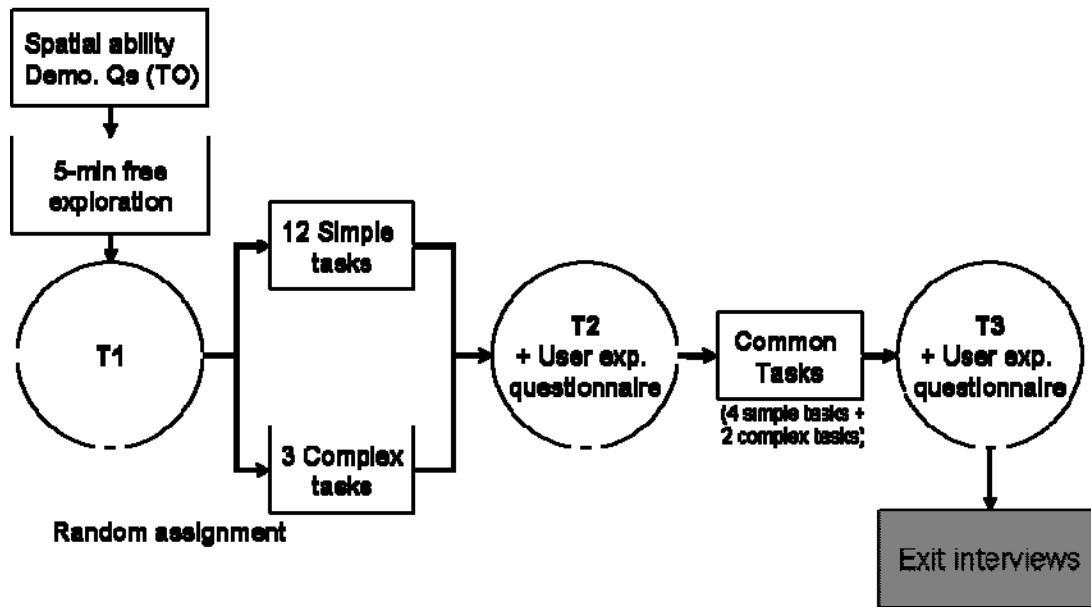 Spatial ability
Demo. Qs (TO)
5-min free
exploration
T1
12 Simple
tasks
3 Complex
tasks
Random assignment
T2
+ User exp.
questionnaire
Common
Tasks
(4 simple tasks +
2 complex tasks)
T3
+ User exp.
questionnaire
Exit interviews